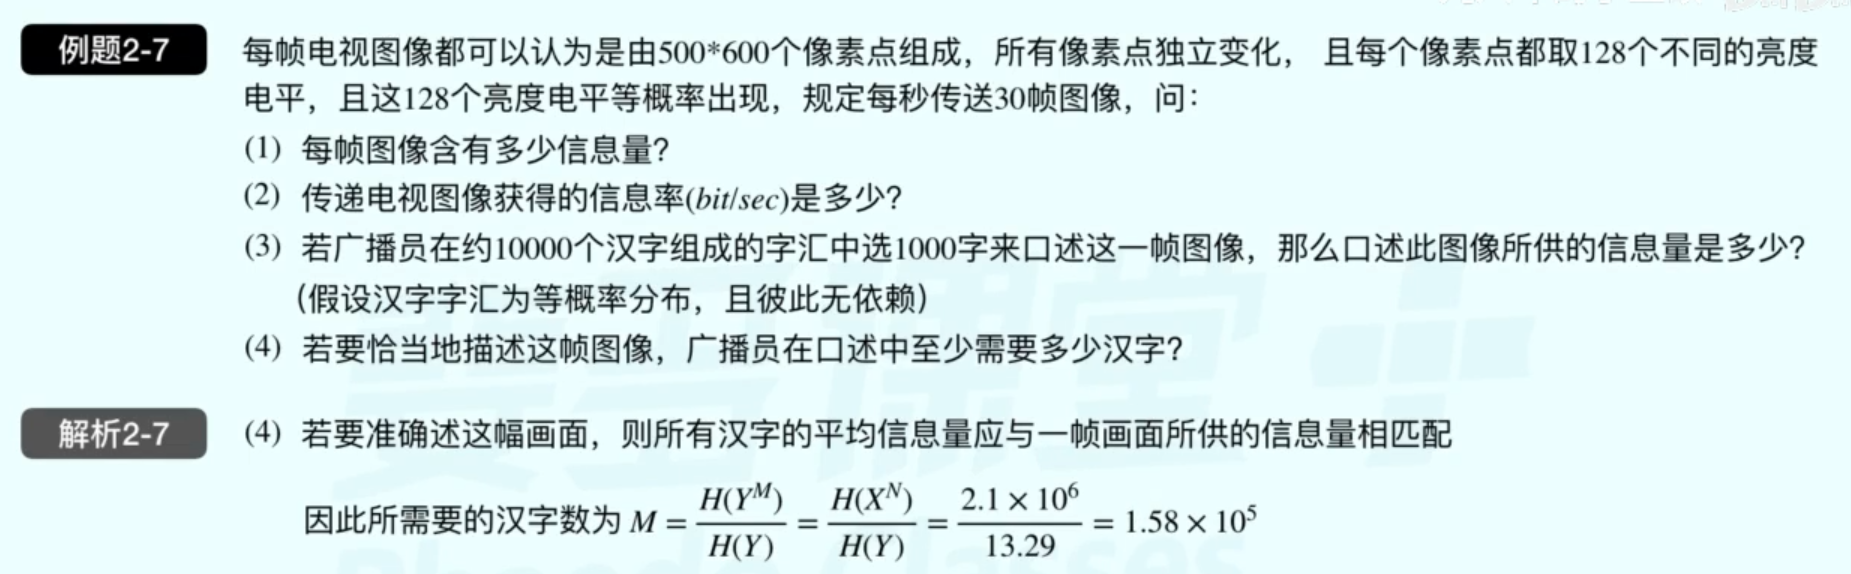 例题2-7
每帧电视图像都可以认为是由500*600个像素点组成，所有像素点独立变化， 且每个像素点都取128个不同的亮度
电平，且这128个亮度电平等概率出现，规定每秒传送30帧图像，问：
(1) 每帧图像含有多少信息量？
(2) 传递电视图像获得的信息率(bit/sec)是多少？
(3) 若广播员在约10000个汉字组成的字汇中选1000字来口述这一帧图像，那么口述此图像所供的信息量是多少？
（假设汉字字汇为等概率分布，且彼此无依赖）
(4) 若要恰当地描述这帧图像，广播员在口述中至少需要多少汉字？
解析2-7
(4) 若要准确述这幅画面，则所有汉字的平均信息量应与一帧画面所供的信息量相匹配
因此所需要的汉字数为 M = H(Y^M)/H(Y) = H(X^N)/H(Y) = 2.1 × 10^6/13.29 = 1.58 × 10^5